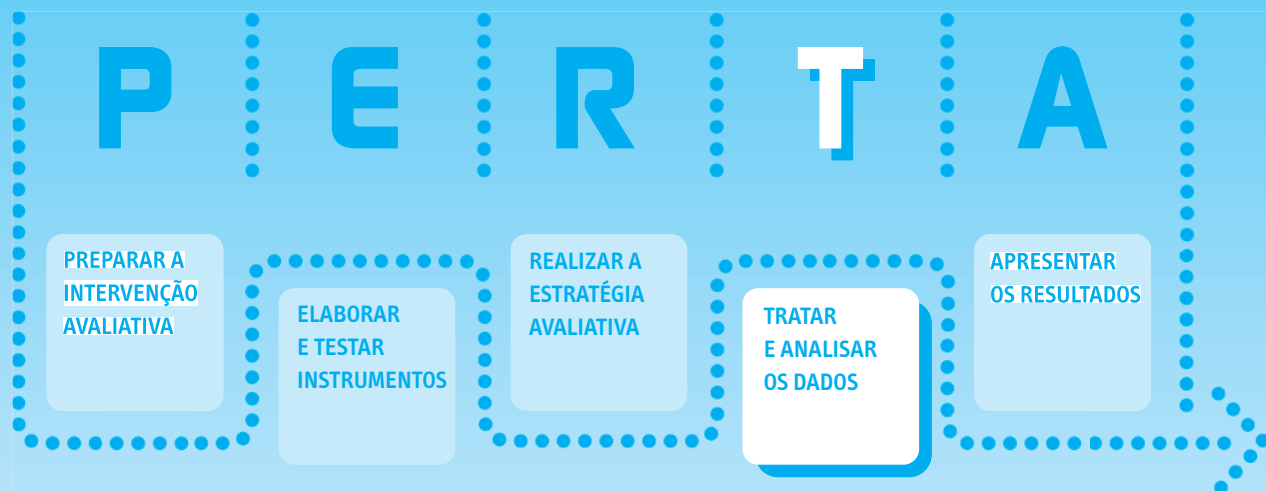 P E R T A
PREPARAR A
INTERVENÇÃO
AVALIATIVA
ELABORAR
E TESTAR
INSTRUMENTOS
REALIZAR A
ESTRATÉGIA
AVALIATIVA
TRATAR
E ANALISAR
OS DADOS
APRESENTAR
OS RESULTADOS